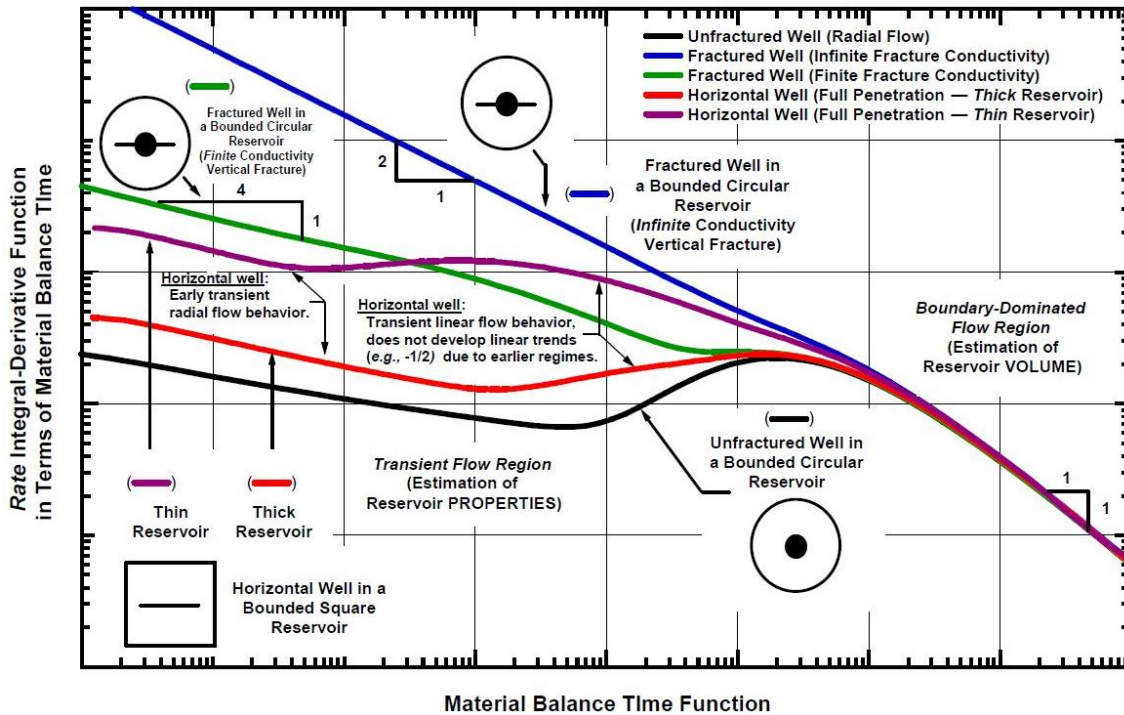 Unfractured Well (Radial Flow)
Fractured Well (Infinite Fracture Conductivity)
Fractured Well (Finite Fracture Conductivity)
Horizontal Well (Full Penetration — Thick Reservoir)
Horizontal Well (Full Penetration — Thin Reservoir)
Rate Integral-Derivative Function
in Terms of Material Balance Time
( )
Fractured Well in
a Bounded Circular
Reservoir
(Finite Conductivity
Vertical Fracture)
4
1
2
1
( )
Fractured Well in
a Bounded Circular
Reservoir
(Infinite Conductivity
Vertical Fracture)
Horizontal well:
Early transient
radial flow behavior.
Horizontal well:
Transient linear flow behavior,
does not develop linear trends
(e.g., -1/2) due to earlier regimes.
Boundary-Dominated
Flow Region
(Estimation of
Reservoir VOLUME)
( )
Unfractured Well in
a Bounded Circular
Reservoir
Transient Flow Region
(Estimation of
Reservoir PROPERTIES)
( )
Thin
Reservoir
( )
Thick
Reservoir
1
1
Horizontal Well in a
Bounded Square
Reservoir
Material Balance TIme Function